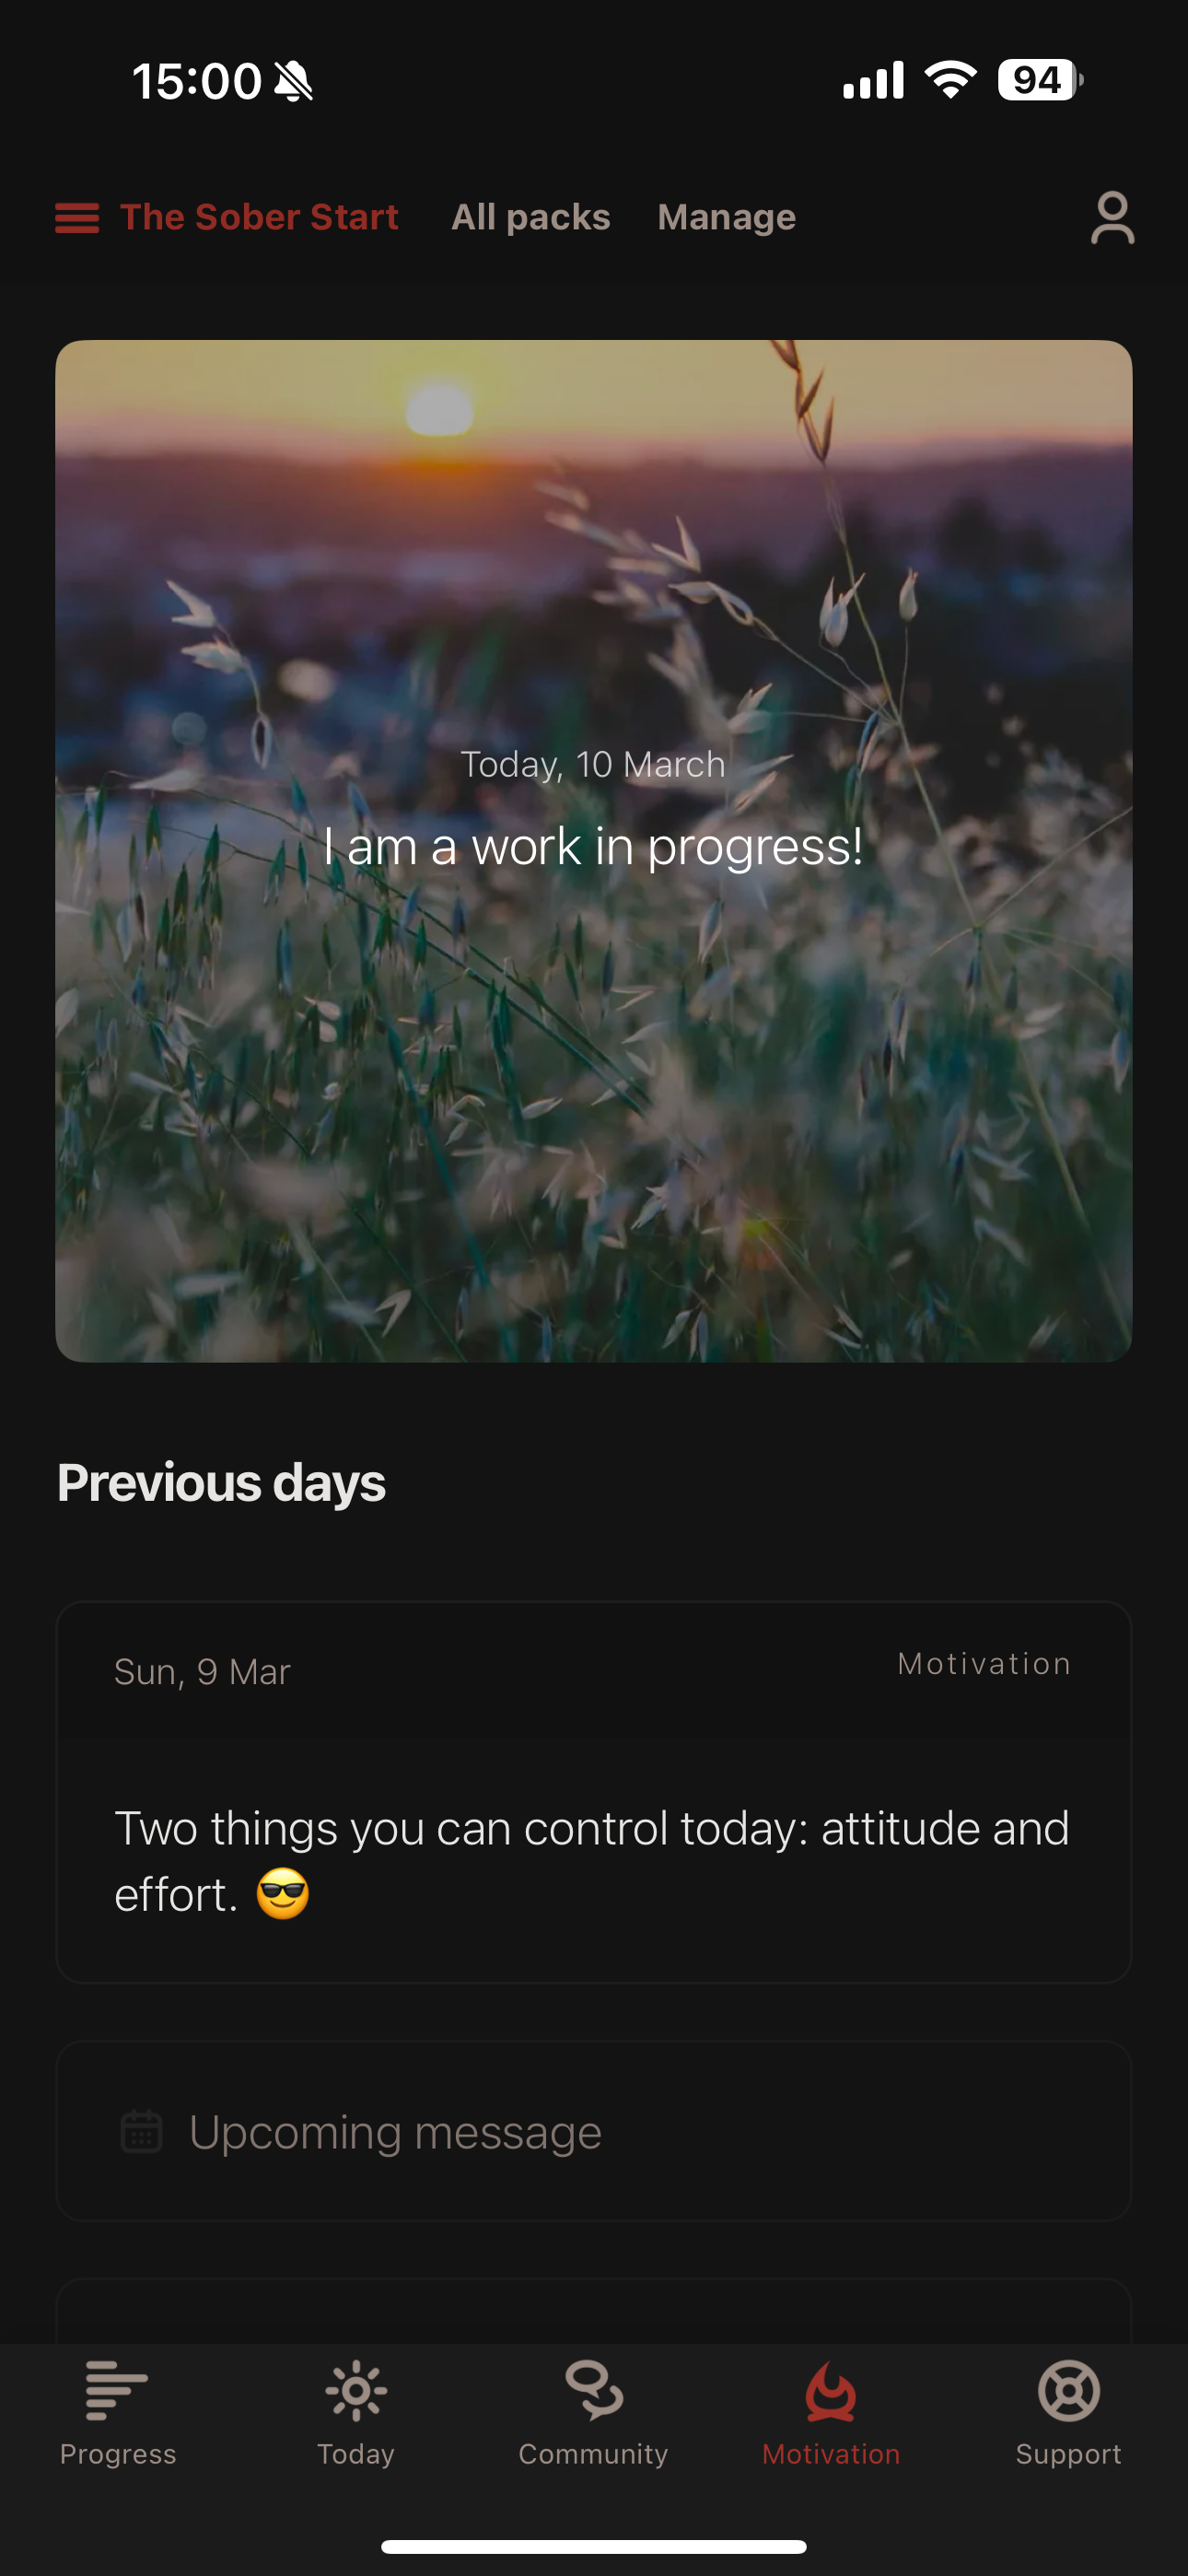 15:00
94
The Sober Start All packs Manage
Today, 10 March
I am a work in progress!
Previous days
Sun, 9 Mar Motivation
Two things you can control today: attitude and
effort. 😎
Upcoming message
Progress Today Community Motivation Support